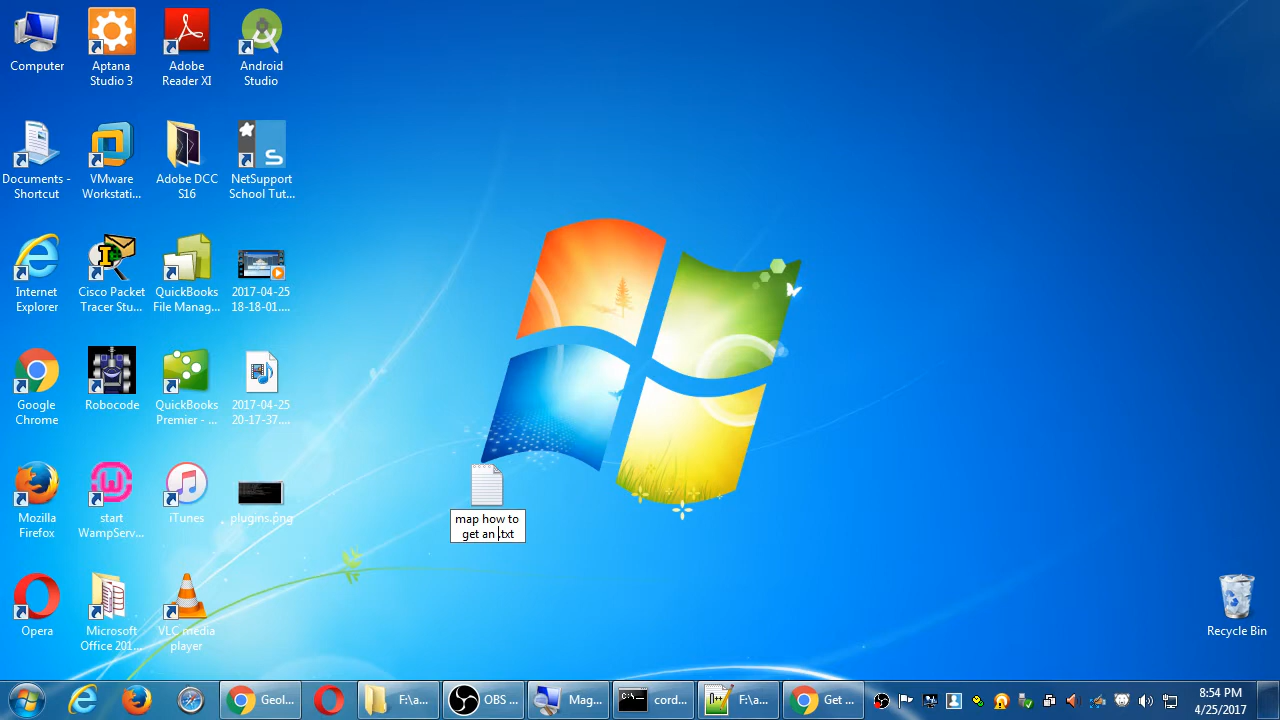 Computer
Aptana
Studio 3
Adobe
Reader XI
Android
Studio
Documents -
Shortcut
VMware
Workstati...
Adobe DCC
S16
NetSupport
School Tut...
Internet
Explorer
Cisco Packet
Tracer Stu...
QuickBooks
File Manag...
2017-04-25
18-18-01....
Google
Chrome
Robocode
QuickBooks
Premier - ...
2017-04-25
20-17-37....
Mozilla
Firefox
start
WampServ...
iTunes
plugins.png
map how to
get an .txt
Opera
Microsoft
Office 201...
VLC media
player
Recycle Bin
Geol...
F:\a...
OBS ...
Mag...
C:\
cord...
F:\a...
Get ...
8:54 PM
4/25/2017